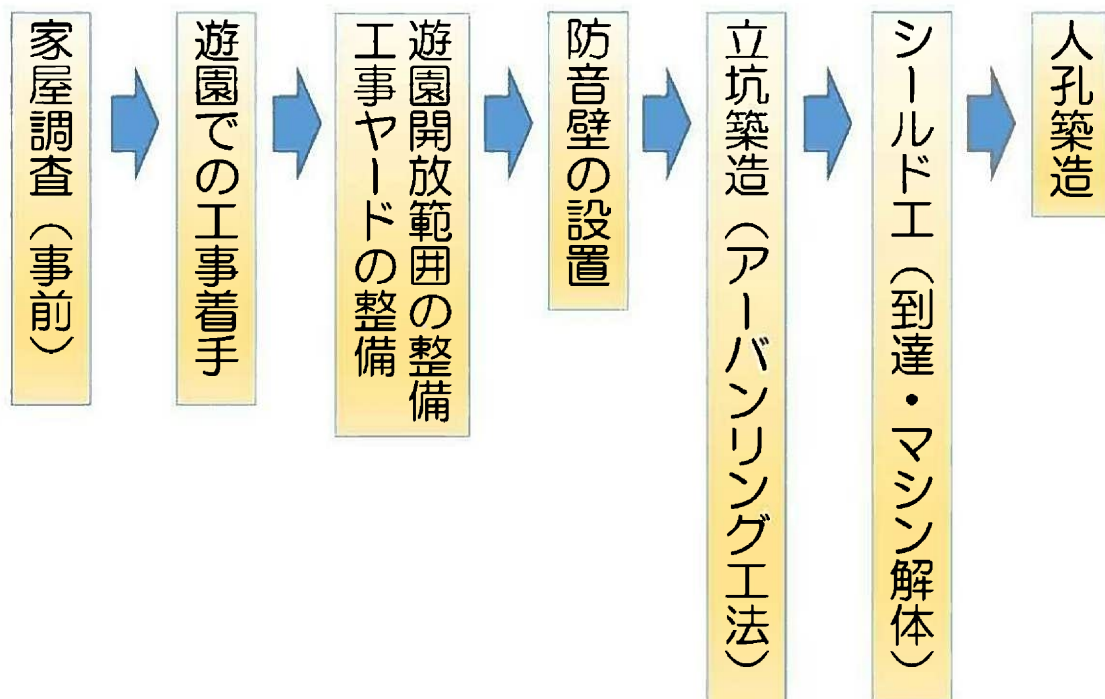 家屋調査（事前）
遊園での工事着手
遊園開放範囲の整備
工事ヤードの整備
防音壁の設置
立坑築造（アーバンリング工法）
シールド工（到達・マシン解体）
人孔築造